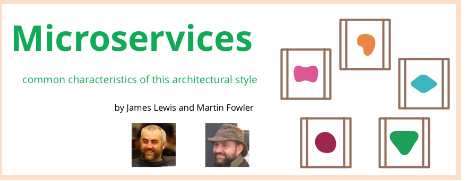 Microservices
common characteristics of this architectural style
by James Lewis and Martin Fowler